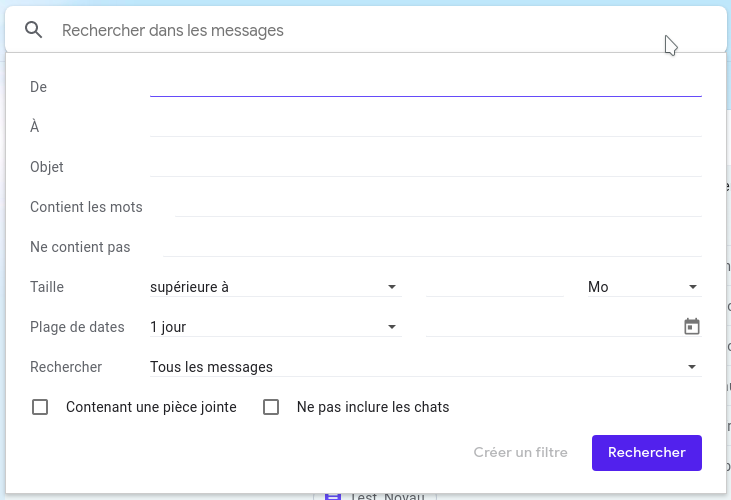 Rechercher dans les messages
De
À
Objet
Contient les mots
Ne contient pas
Taille supérieure à Mo
Plage de dates 1 jour
Rechercher Tous les messages
Contenant une pièce jointe Ne pas inclure les chats
Créer un filtre Rechercher